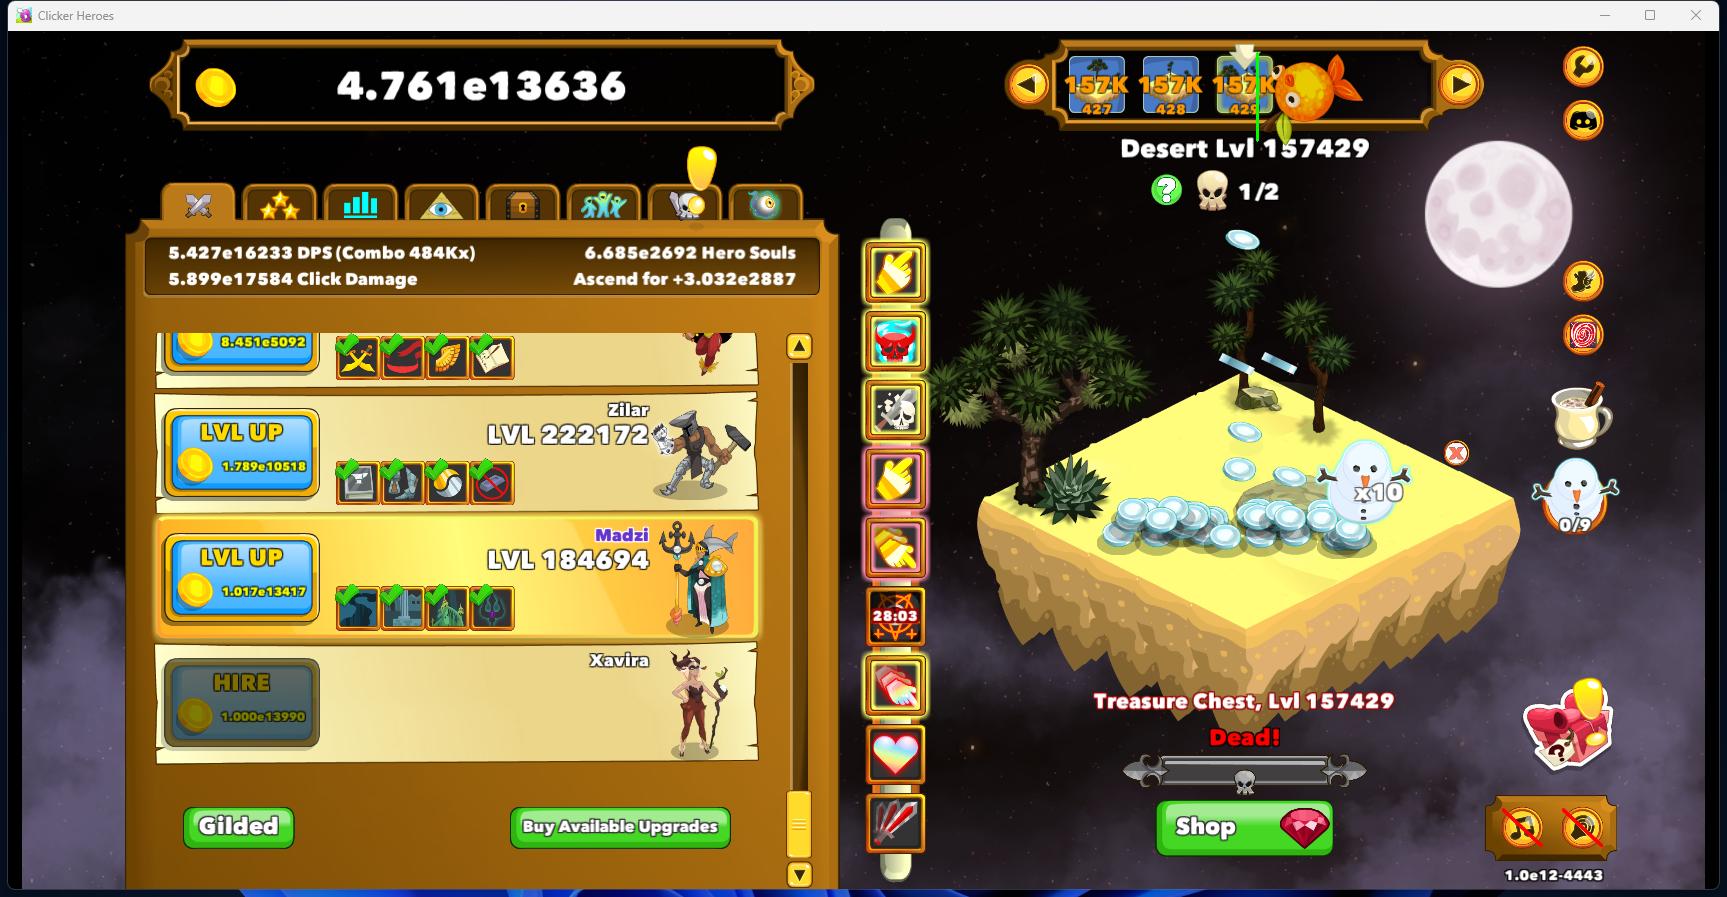 Clicker Heroes
4.761e13636
157K
427
157K
428
157K
429
Desert Lvl 157429
1/2
5.427e16233 DPS (Combo 484Kx)
6.685e2692 Hero Souls
5.899e17584 Click Damage
Ascend for +3.032e2887
8.451e5092
Zilar
LVL UP
LVL 222172
1.789e10518
Madzi
LVL UP
LVL 184694
1.017e13417
Xavira
HIRE
1.000e13990
Gilded
Buy Available Upgrades
28:03
X
x10
0/9
Treasure Chest, Lvl 157429
Dead!
Shop
1.0e12-4443